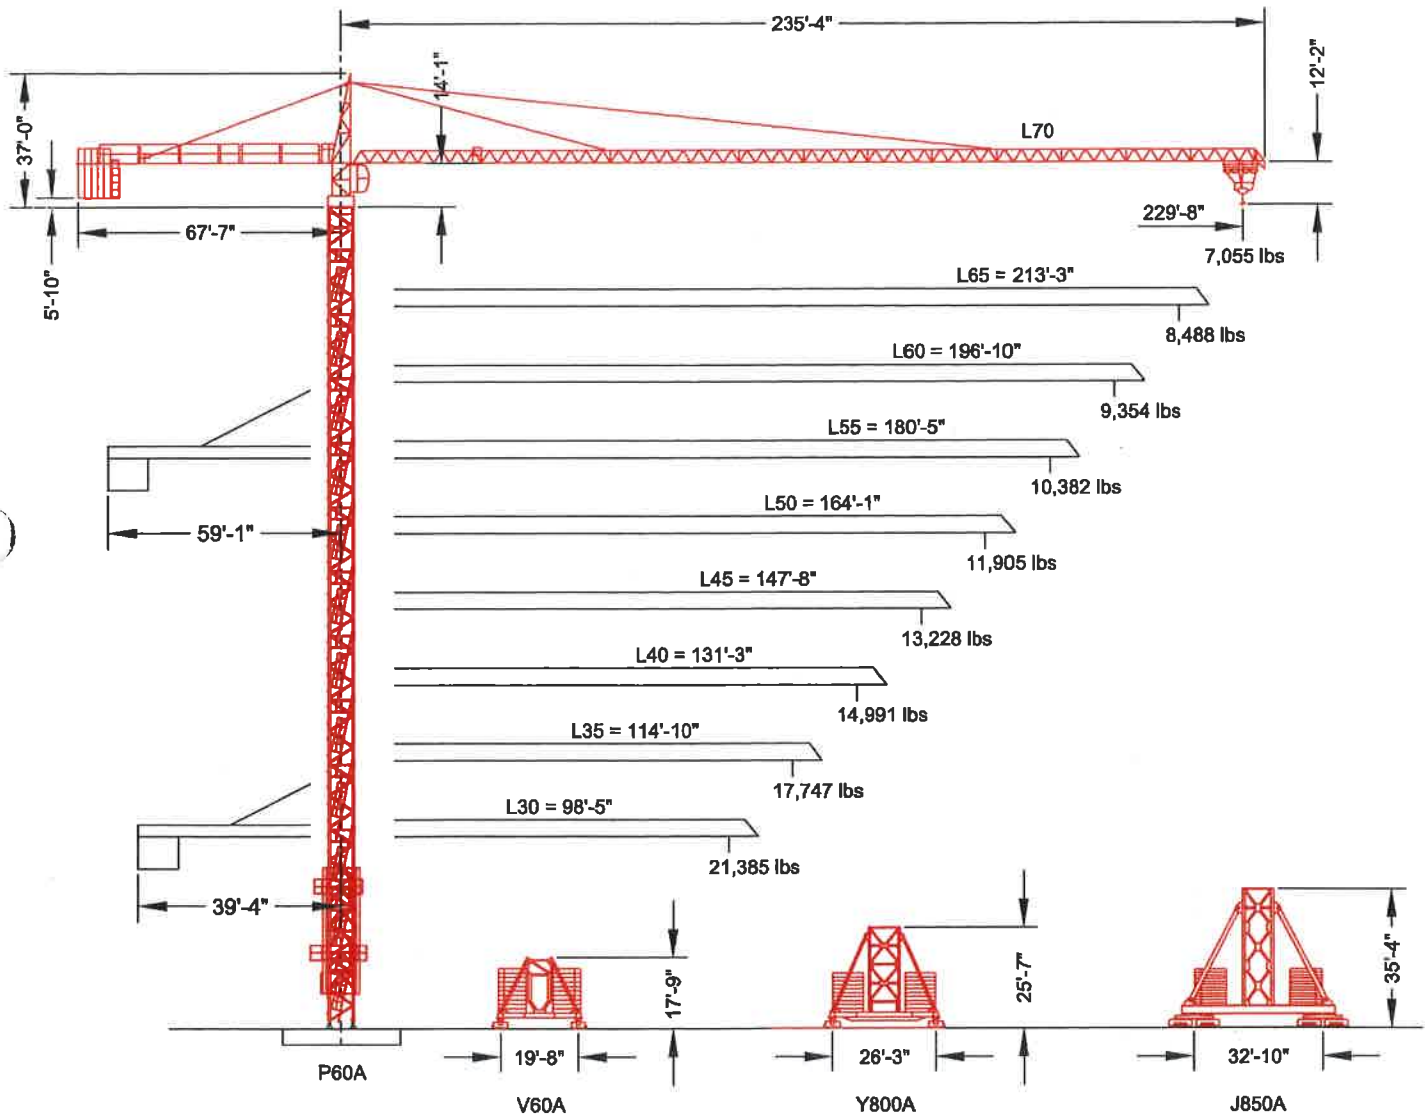 235'-4"
14'-1"
12'-2"
37'-0"
L70
67'-7"
5'-10"
229'-8"
7,055 lbs
L65 = 213'-3"
8,488 lbs
L60 = 196'-10"
9,354 lbs
L55 = 180'-5"
10,382 lbs
L50 = 164'-1"
59'-1"
11,905 lbs
L45 = 147'-8"
13,228 lbs
L40 = 131'-3"
14,991 lbs
L35 = 114'-10"
17,747 lbs
L30 = 98'-5"
21,385 lbs
39'-4"
17'-9"
25'-7"
35'-4"
19'-8"
26'-3"
32'-10"
P60A
V60A
Y800A
J850A